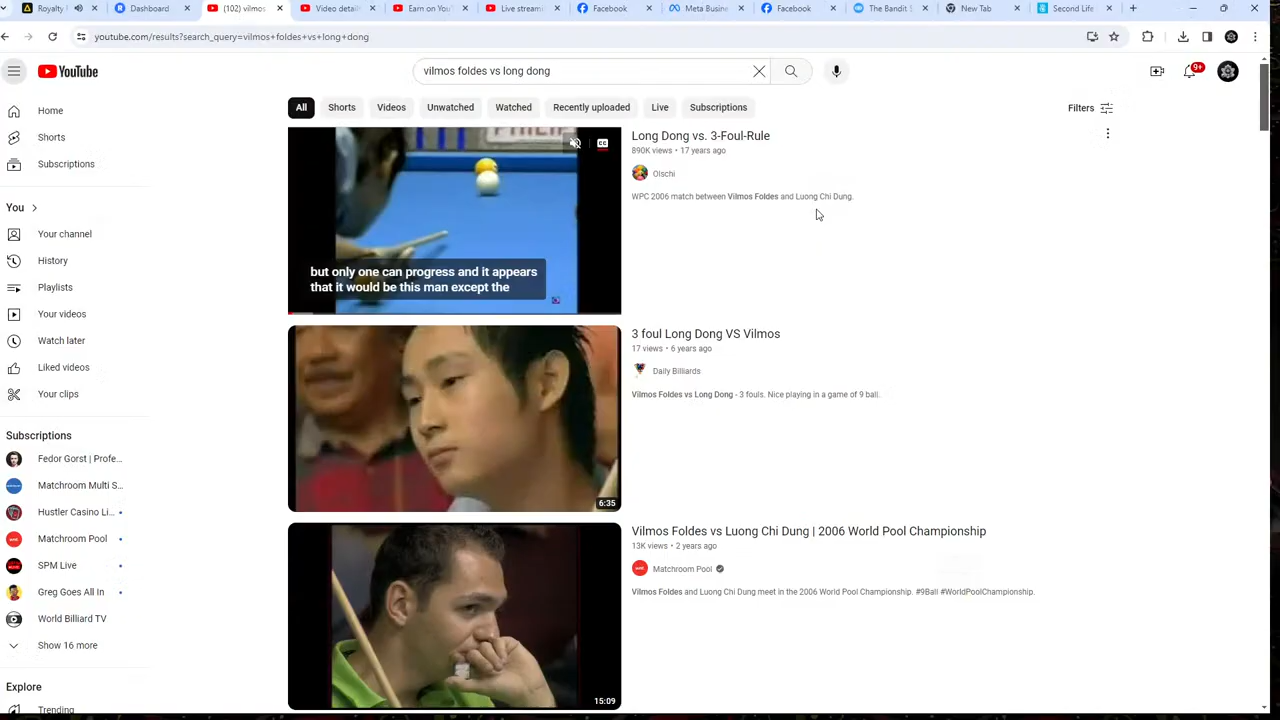 Royalty
Dashboard
(102) vilmos
Video detail
Earn on You
Live stream
Facebook
Meta Busine
Facebook
The Bandit
New Tab
Second Life
youtube.com/results?search_query=vilmos+foldes+vs+long+dong
YouTube
vilmos foldes vs long dong
9+
All
Shorts
Videos
Unwatched
Watched
Recently uploaded
Live
Subscriptions
Filters
Home
Shorts
Subscriptions
You
Your channel
History
Playlists
Your videos
Watch later
Liked videos
Your clips
Subscriptions
Fedor Gorst | Profe...
Matchroom Multi S...
Hustler Casino Li...
Matchroom Pool
SPM Live
Greg Goes All In
World Billiard TV
Show 16 more
Explore
Trending
CC
but only one can progress and it appears
that it would be this man except the
Long Dong vs. 3-Foul-Rule
890K views • 17 years ago
Olschi
WPC 2006 match between Vilmos Foldes and Luong Chi Dung.
6:35
3 foul Long Dong VS Vilmos
17 views • 6 years ago
Daily Billiards
Vilmos Foldes vs Long Dong - 3 fouls. Nice playing in a game of 9 ball.
15:09
Vilmos Foldes vs Luong Chi Dung | 2006 World Pool Championship
13K views • 2 years ago
Matchroom Pool
Vilmos Foldes and Luong Chi Dung meet in the 2006 World Pool Championship. #9Ball #WorldPoolChampionship.